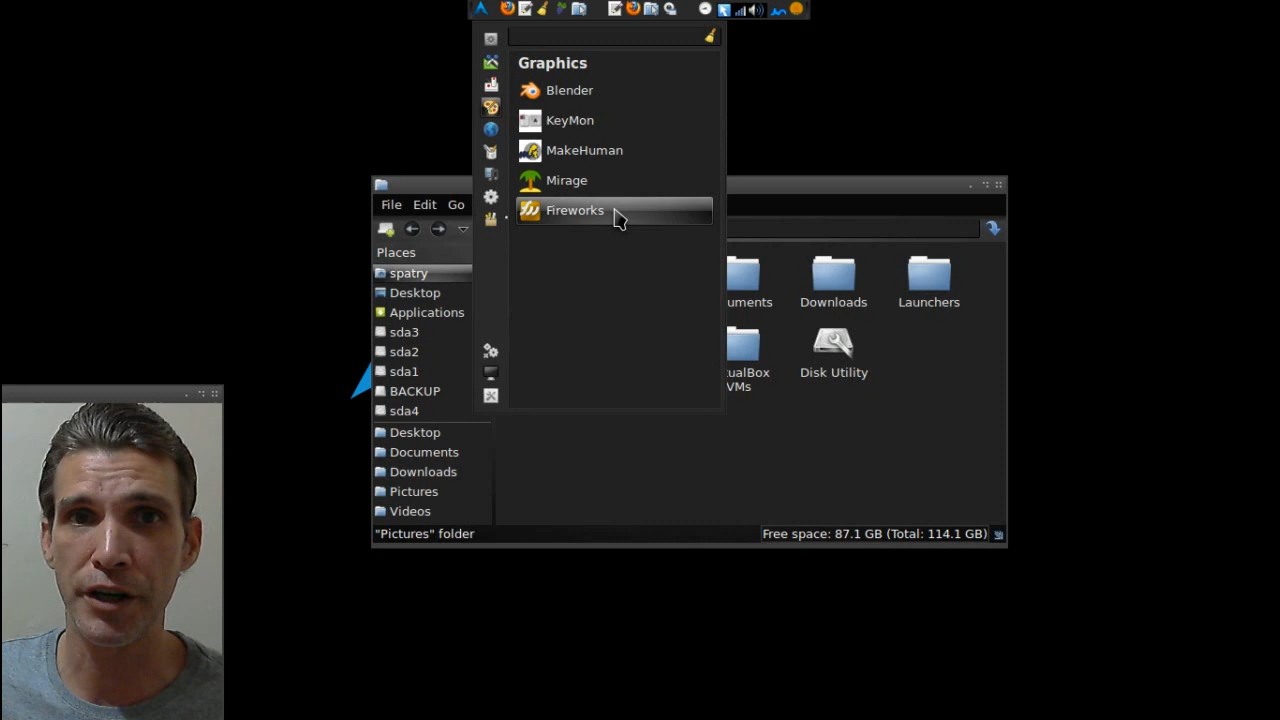 Graphics
Blender
KeyMon
MakeHuman
Mirage
Fireworks
File Edit Go
Places
spatry
Desktop
Applications
sda3
sda2
sda1
BACKUP
sda4
Desktop
Documents
Downloads
Pictures
Videos
uments
Downloads
Launchers
tualBox
VMs
Disk Utility
"Pictures" folder
Free space: 87.1 GB (Total: 114.1 GB)